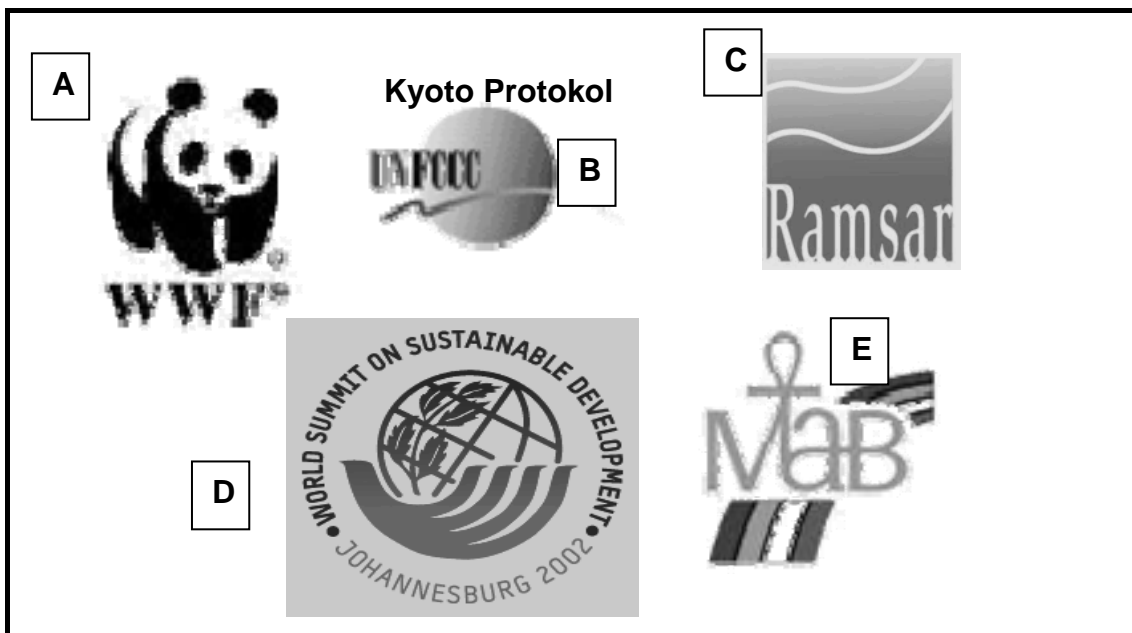 A
WWF®
Kyoto Protokol
UNFCCC
B
C
Ramsar
D
• WORLD SUMMIT ON SUSTAINABLE DEVELOPMENT •
JOHANNESBURG 2002
E
MaB